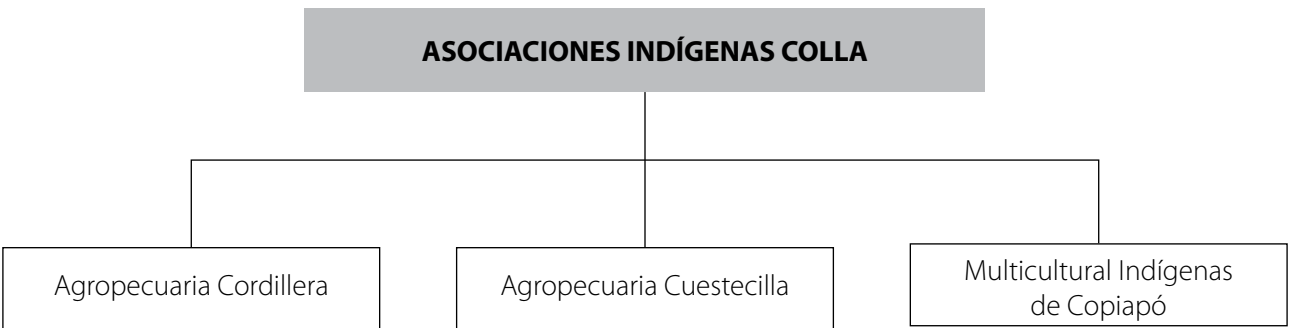 ASOCIACIONES INDÍGENAS COLLA
Agropecuaria Cordillera
Agropecuaria Cuestecilla
Multicultural Indígenas
de Copiapó